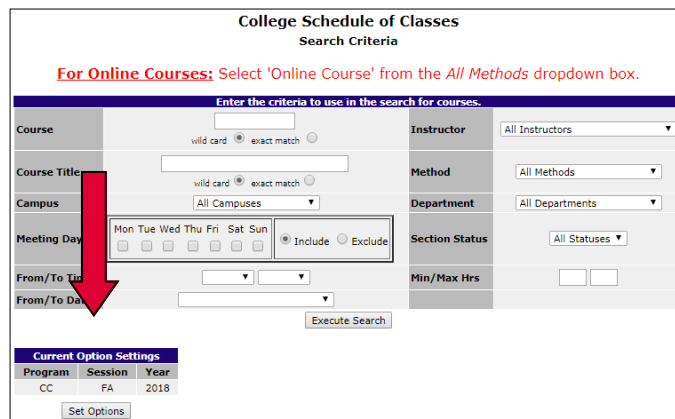 College Schedule of Classes
Search Criteria
For Online Courses: Select 'Online Course' from the All Methods dropdown box.
Enter the criteria to use in the search for courses.
Course
wild card exact match
Instructor All Instructors
Course Title
wild card exact match
Method All Methods
Campus All Campuses Department All Departments
Meeting Day Mon Tue Wed Thu Fri Sat Sun Include Exclude Section Status All Statuses
From/To Min/Max Hrs
From/To
Execute Search
Current Option Settings
Program Session Year
CC FA 2018
Set Options